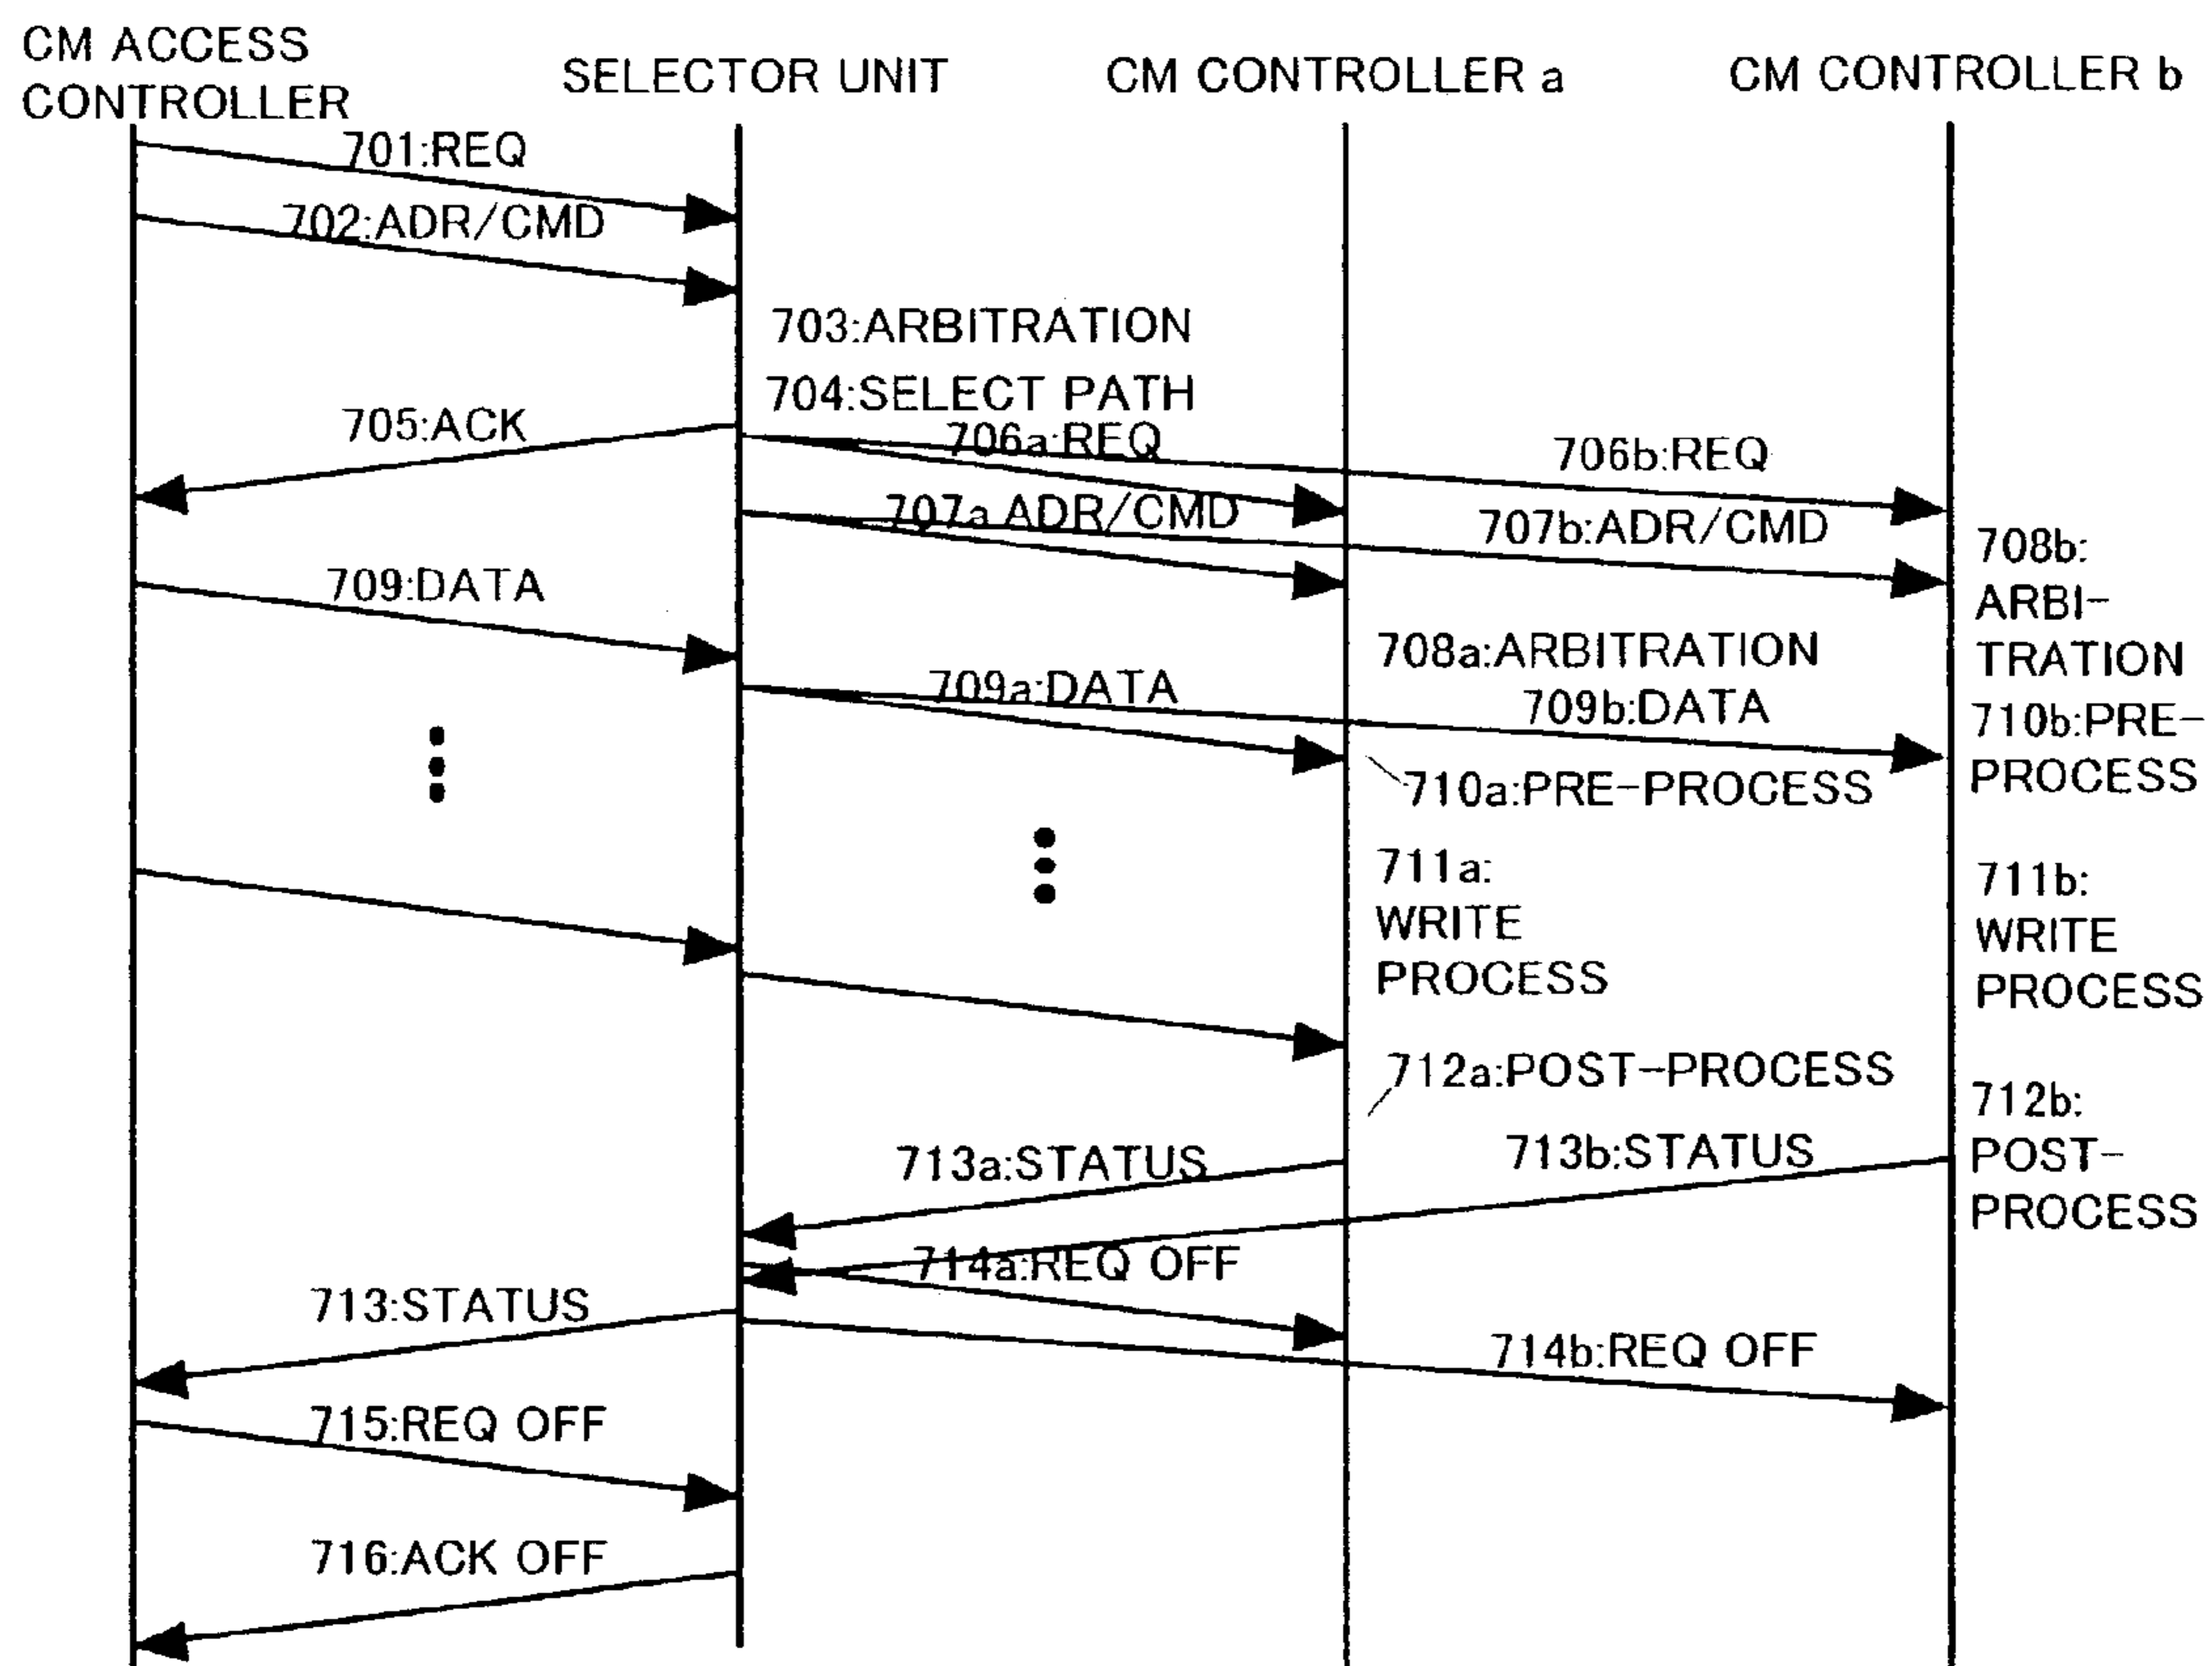 CM ACCESS
CONTROLLER
SELECTOR UNIT
CM CONTROLLER a
CM CONTROLLER b
701:REQ
702:ADR/CMD
703:ARBITRATION
704:SELECT PATH
705:ACK
706a:REQ
706b:REQ
707a ADR/CMD
707b:ADR/CMD
708b:
ARBI-
TRATION
709:DATA
708a:ARBITRATION
709a:DATA
709b:DATA
710b:PRE-
PROCESS
710a:PRE-PROCESS
711a:
WRITE
PROCESS
711b:
WRITE
PROCESS
712a:POST-PROCESS
712b:
POST-
PROCESS
713a:STATUS
713b:STATUS
714a:REQ OFF
713:STATUS
714b:REQ OFF
715:REQ OFF
716:ACK OFF